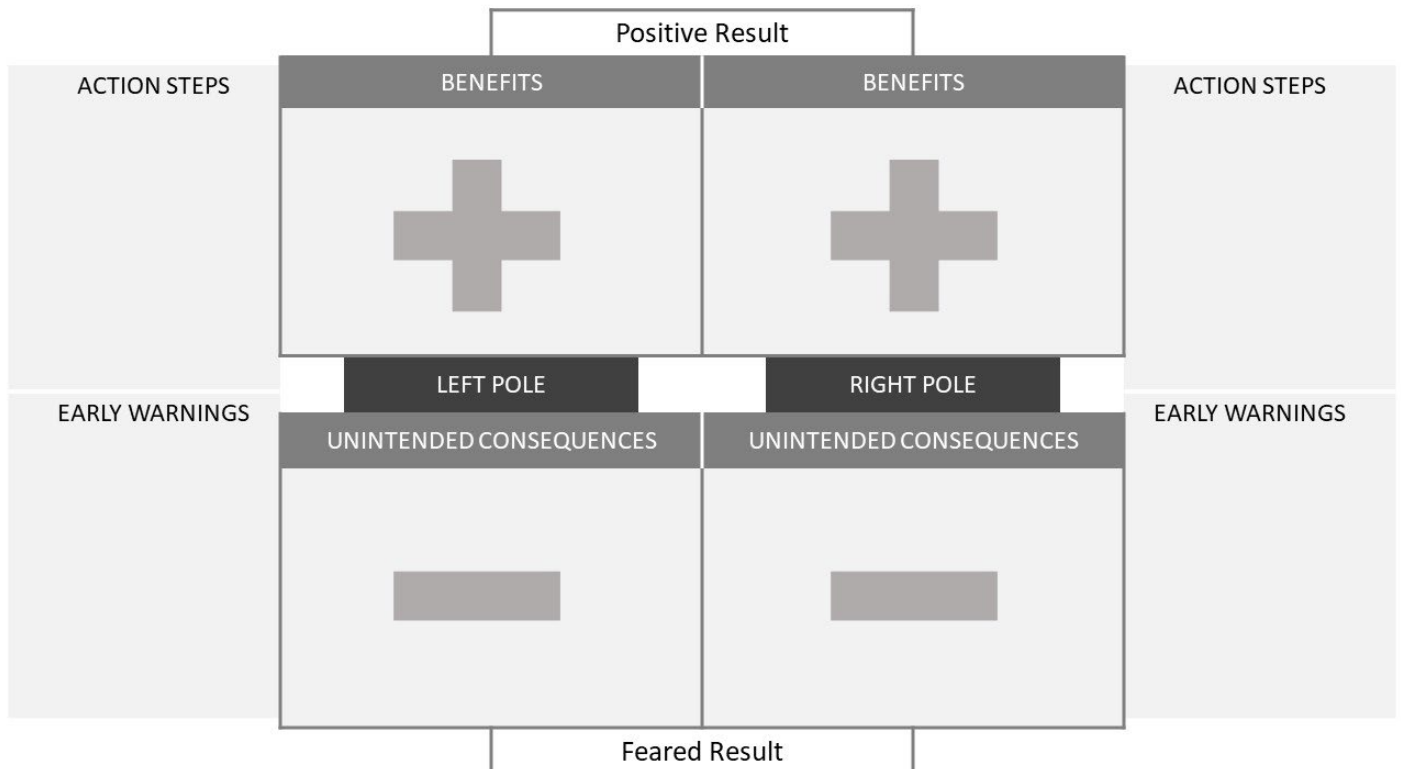 Positive Result
ACTION STEPS
BENEFITS
BENEFITS
ACTION STEPS
LEFT POLE
RIGHT POLE
EARLY WARNINGS
EARLY WARNINGS
UNINTENDED CONSEQUENCES
UNINTENDED CONSEQUENCES
Feared Result